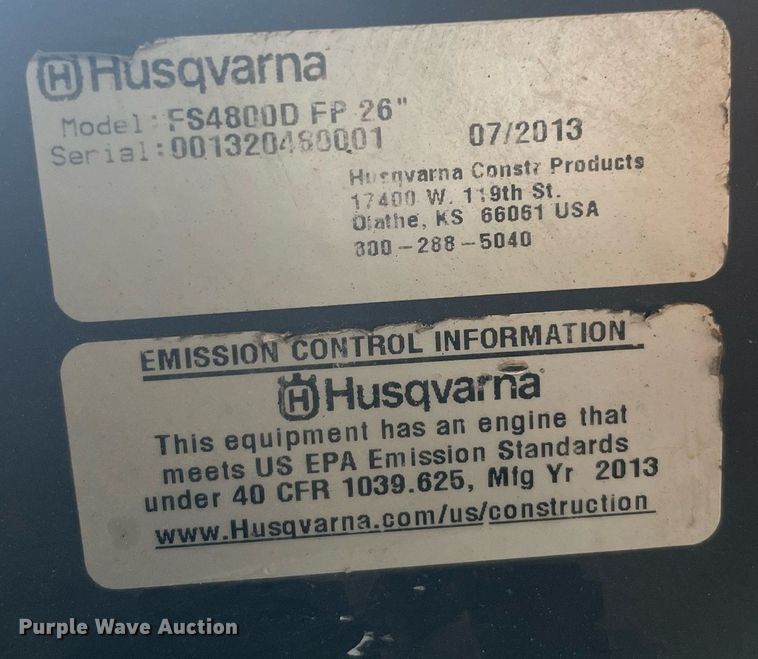 Husqvarna
Model: FS4800D FP 26"
Serial: 001320480001 07/2013
Husqvarna Constr Products
17400 W. 119th St.
Olathe, KS 66061 USA
800-288-5040
EMISSION CONTROL INFORMATION
Husqvarna
This equipment has an engine that
meets US EPA Emission Standards
under 40 CFR 1039.625, Mfg Yr 2013
www.Husqvarna.com/us/construction
Purple Wave Auction